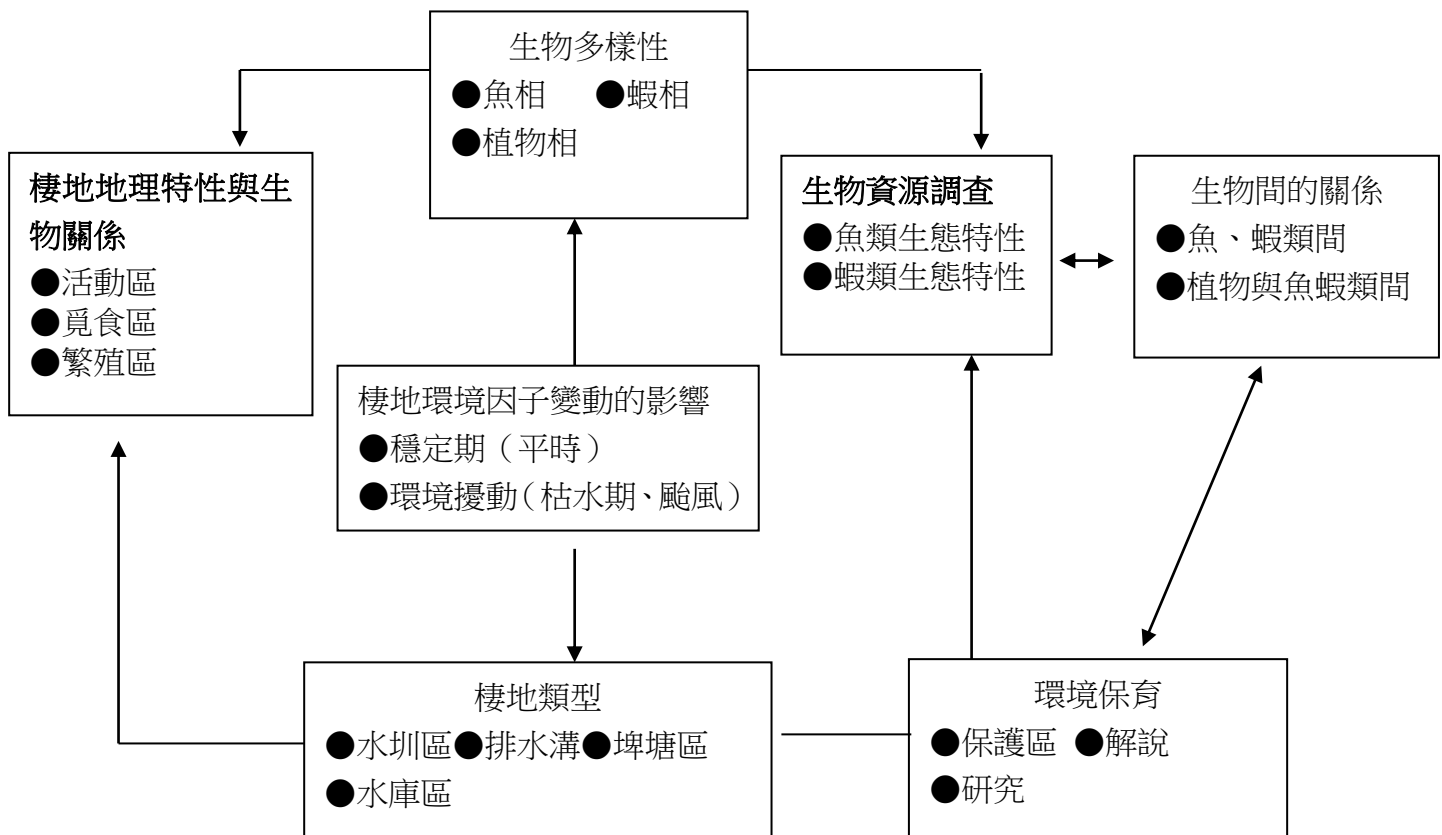 生物多樣性
●魚相 ●蝦相
●植物相
棲地地理特性與生
物關係
●活動區
●覓食區
●繁殖區
生物資源調查
●魚類生態特性
●蝦類生態特性
生物間的關係
●魚、蝦類間
●植物與魚蝦類間
棲地環境因子變動的影響
●穩定期（平時）
●環境擾動（枯水期、颱風）
棲地類型
●水圳區●排水溝●埤塘區
●水庫區
環境保育
●保護區 ●解說
●研究